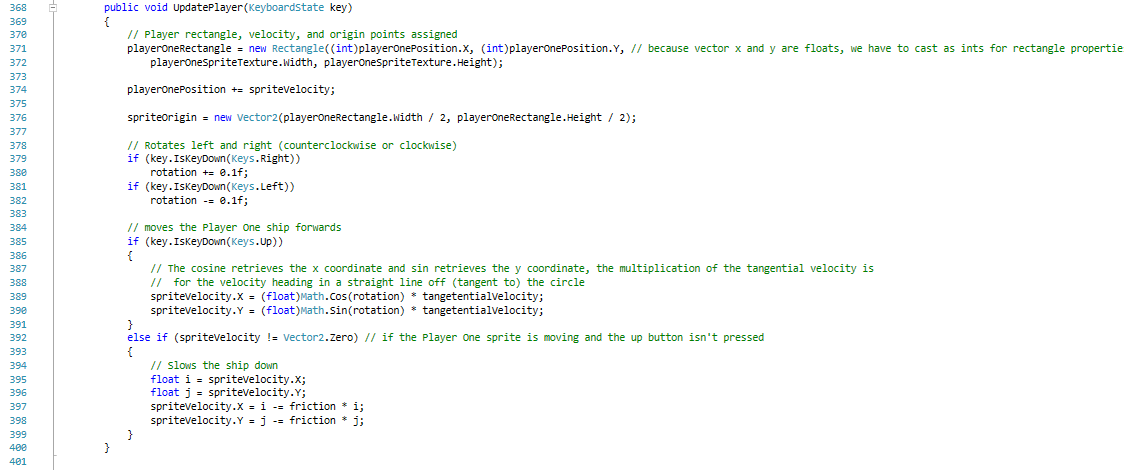 368 public void UpdatePlayer(KeyboardState key)
369 {
370 // Player rectangle, velocity, and origin points assigned
371 playerOneRectangle = new Rectangle((int)playerOnePosition.X, (int)playerOnePosition.Y, // because vector x and y are floats, we have to cast as ints for rectangle propertie
372 playerOneSpriteTexture.Width, playerOneSpriteTexture.Height);
373
374 playerOnePosition += spriteVelocity;
375
376 spriteOrigin = new Vector2(playerOneRectangle.Width / 2, playerOneRectangle.Height / 2);
377
378 // Rotates left and right (counterclockwise or clockwise)
379 if (key.IsKeyDown(Keys.Right))
380 rotation += 0.1f;
381 if (key.IsKeyDown(Keys.Left))
382 rotation -= 0.1f;
383
384 // moves the Player One ship forwards
385 if (key.IsKeyDown(Keys.Up))
386 {
387 // The cosine retrieves the x coordinate and sin retrieves the y coordinate, the multiplication of the tangential velocity is
388 //  for the velocity heading in a straight line off (tangent to) the circle
389 spriteVelocity.X = (float)Math.Cos(rotation) * tangetentialVelocity;
390 spriteVelocity.Y = (float)Math.Sin(rotation) * tangetentialVelocity;
391 }
392 else if (spriteVelocity != Vector2.Zero) // if the Player One sprite is moving and the up button isn't pressed
393 {
394 // Slows the ship down
395 float i = spriteVelocity.X;
396 float j = spriteVelocity.Y;
397 spriteVelocity.X = i -= friction * i;
398 spriteVelocity.Y = j -= friction * j;
399 }
400 }
401